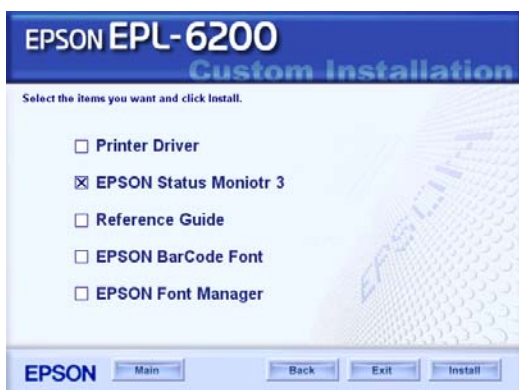 EPSON EPL-6200
Custom Installation
Select the items you want and click Install.
Printer Driver
EPSON Status Moniotr 3
Reference Guide
EPSON BarCode Font
EPSON Font Manager
EPSON
EPSON Main Back Exit Install